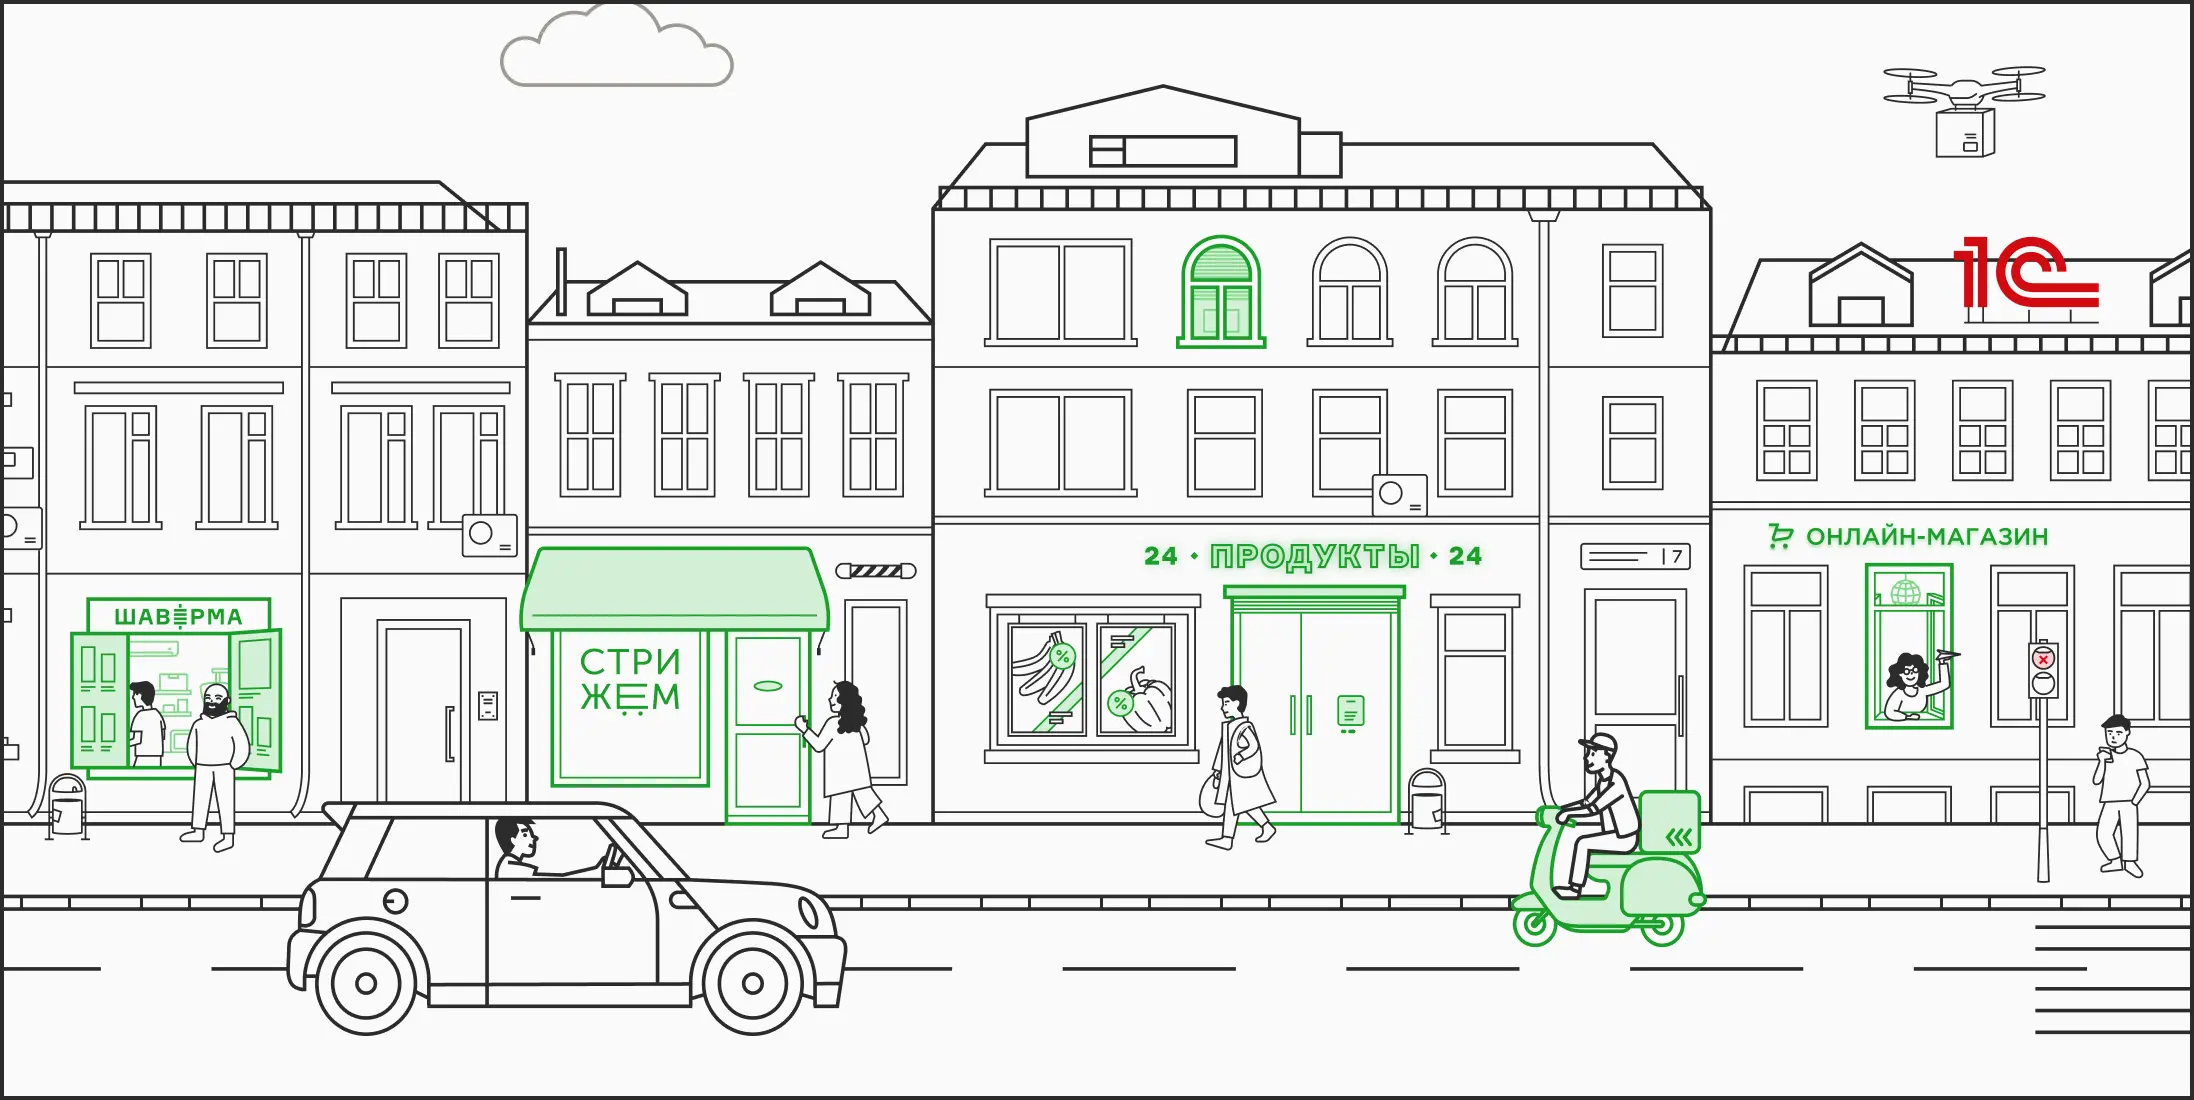 1С
24 · ПРОДУКТЫ · 24
17
ОНЛАЙН-МАГАЗИН
ШАВЕРМА
СТРИ
ЖЕМ
%
%